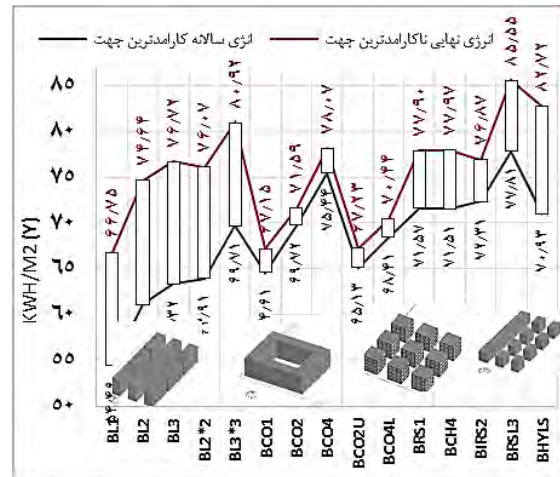 انرژی نهایی ناکارامدترین جهت
انژی سالانه کارامدترین جهت
KWH/M2 (Y)
۸۵
۸۰
۷۵
۷۰
۶۵
۶۰
۵۵
۵۰
۶۶,۷۵
۷۴,۶۴
۷۶,۷۲
۷۶,۰۷
۸۰,۹۲
۶۷,۱۵
۷۱,۵۹
۷۸,۰۷
۶۷,۲۳
۷۰,۴۴
۷۷,۹۰
۷۷,۹۷
۷۶,۸۷
۸۵,۵۵
۸۲,۷۲
۶۹,۷۱
۶۹,۷۲
۷۵,۴۴
۶۵,۱۳
۶۸,۴۱
۷۱,۵۷
۷۱,۵۱
۷۲,۳۱
۷۷,۸۱
۷۰,۹۳
BL1
BL2
BL3
BL2*2
BL3*3
BCO1
BCO2
BCO4
BCO2U
BCO4L
BRS1
BCH4
BIRS2
BRSL3
BHYLS